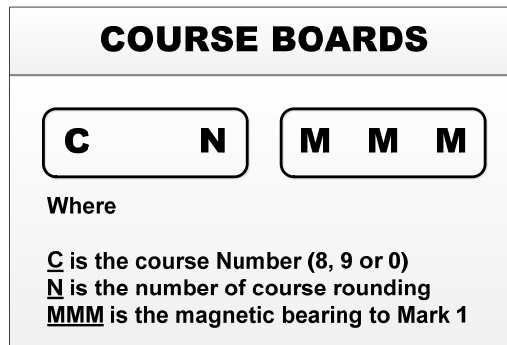 COURSE BOARDS
C N M M M
Where
C is the course Number (8, 9 or 0)
N is the number of course rounding
MMM is the magnetic bearing to Mark 1